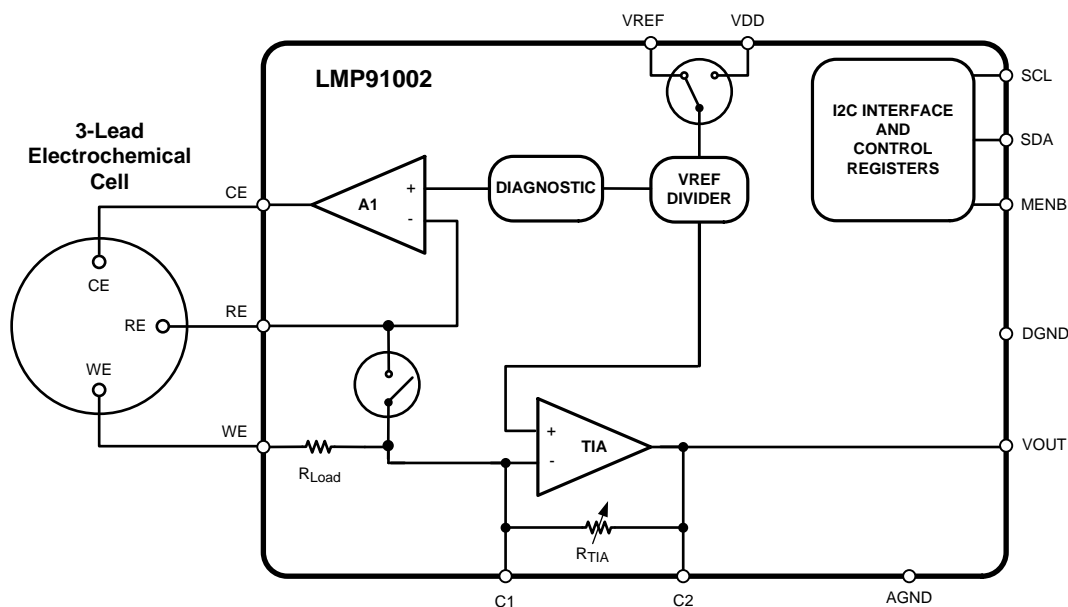 VREF
VDD
LMP91002
SCL
I2C INTERFACE
AND
CONTROL
REGISTERS
SDA
MENB
3-Lead
Electrochemical
Cell
CE
+
A1
-
DIAGNOSTIC
VREF
DIVIDER
CE
RE
RE
DGND
WE
WE
RLoad
+
TIA
-
VOUT
RTIA
C1
C2
AGND